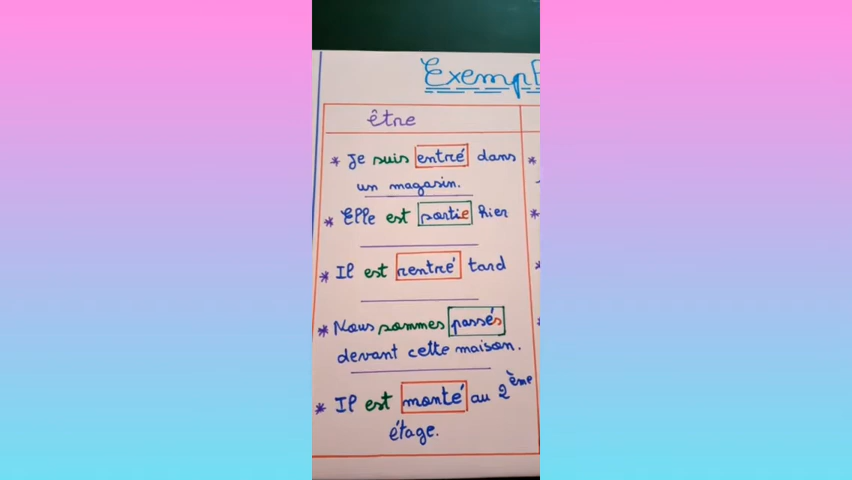 Exempl
être
* Je suis entré dans
un magasin.
* Elle est partie hier
* Il est rentré tard
* Nous sommes passés
devant cette maison.
* Il est monté au 2ème
étage.